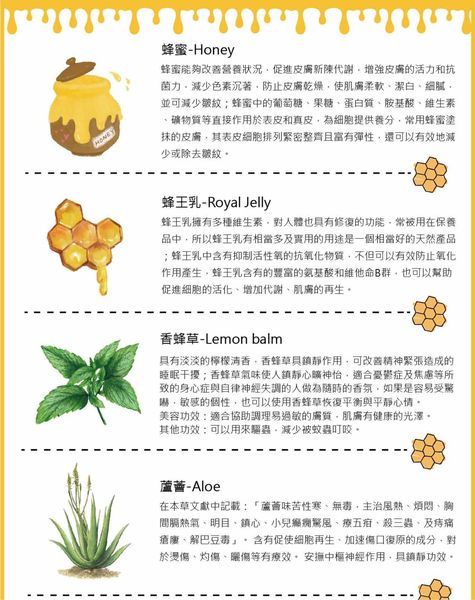 蜂蜜-Honey
蜂蜜能夠改善營養狀況，促進皮膚新陳代謝，增強皮膚的活力和抗
菌力，減少色素沉著，防止皮膚乾燥，使肌膚柔軟、潔白、細膩，
並可減少皺紋；蜂蜜中的葡萄糖、果糖、蛋白質、胺基酸、維生素
、礦物質等直接作用於表皮和真皮，為細胞提供養分，常用蜂蜜塗
抹的皮膚，其表皮細胞排列緊密整齊且富有彈性，還可以有效地減
少或除去皺紋。
HONEY
蜂王乳-Royal Jelly
蜂王乳擁有多種維生素，對人體也具有修復的功能，常被用在保養
品中，所以蜂王乳有相當多及實用的用途是一個相當好的天然產品
；蜂王乳中含有抑制活性氧的抗氧化物質，不但可以有效防止氧化
作用產生，蜂王乳含有的豐富的氨基酸和維他命B群，也可以幫助
促進細胞的活化、增加代謝、肌膚的再生。
香蜂草-Lemon balm
具有淡淡的檸檬清香，香蜂草具鎮靜作用，可改善精神緊張造成的
睡眠干擾；香蜂草氣味使人鎮靜心曠神怡，適合憂鬱症及焦慮等所
致的身心症與自律神經失調的人做為隨時的香氛，如果是容易受驚
嚇，敏感的個性，也可以使用香蜂草恢復平衡與平靜心情。
美容功效：適合協助調理易過敏的膚質，肌膚有健康的光澤。
其他功效：可以用來驅蟲，減少被蚊蟲叮咬。
蘆薈-Aloe
在本草文獻中記載：「蘆薈味苦性寒、無毒，主治風熱、煩悶、胸
間膈熱氣、明目、鎮心、小兒癲癇驚風、療五疳、殺三蟲、及痔痛
瘡瘻、解巴豆毒」。 含有促使細胞再生、加速傷口復原的成分，對
於燙傷、灼傷、曬傷等有療效。 安撫中樞神經作用，具鎮靜功效。